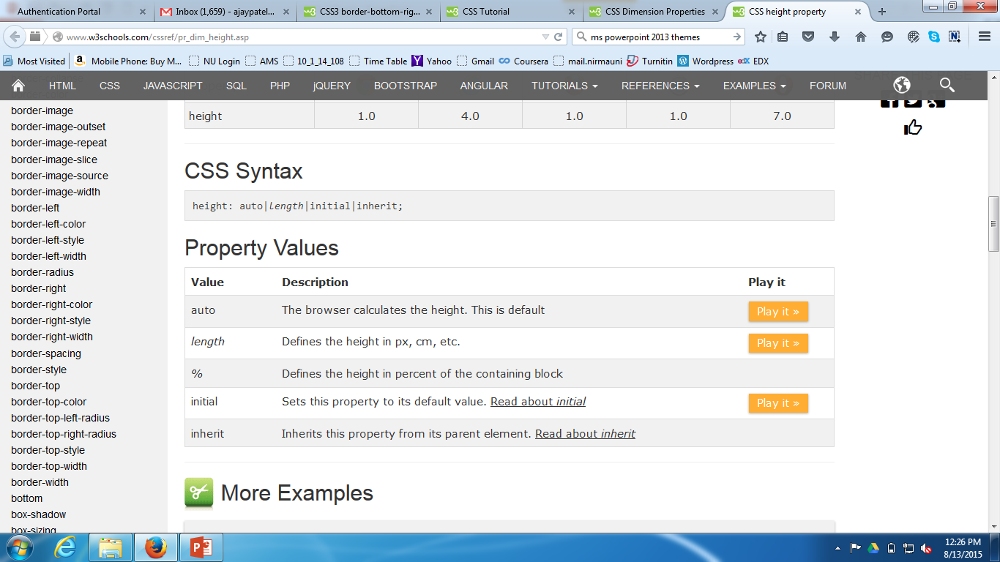 Authentication Portal
Inbox (1,659) - ajaypatel...
CSS3 border-bottom-rig...
CSS Tutorial
CSS Dimension Properties
CSS height property
www.w3schools.com/cssref/pr_dim_height.asp
ms powerpoint 2013 themes
Most Visited
Mobile Phone: Buy M...
NU Login
AMS
10_1_14_108
Time Table
Yahoo
Gmail
Coursera
mail.nirmauni
Turnitin
Wordpress
EDX
HTML
CSS
JAVASCRIPT
SQL
PHP
jQUERY
BOOTSTRAP
ANGULAR
TUTORIALS
REFERENCES
EXAMPLES
FORUM
border-image
border-image-outset
border-image-repeat
border-image-slice
border-image-source
border-image-width
border-left
border-left-color
border-left-style
border-left-width
border-radius
border-right
border-right-color
border-right-style
border-right-width
border-spacing
border-style
border-top
border-top-color
border-top-left-radius
border-top-right-radius
border-top-style
border-top-width
border-width
bottom
box-shadow
box-sizing
height 1.0 4.0 1.0 1.0 7.0
CSS Syntax
height: auto|length|initial|inherit;
Property Values
Value Description Play it
auto The browser calculates the height. This is default Play it »
length Defines the height in px, cm, etc. Play it »
% Defines the height in percent of the containing block
initial Sets this property to its default value. Read about initial Play it »
inherit Inherits this property from its parent element. Read about inherit
More Examples
12:26 PM
8/13/2015